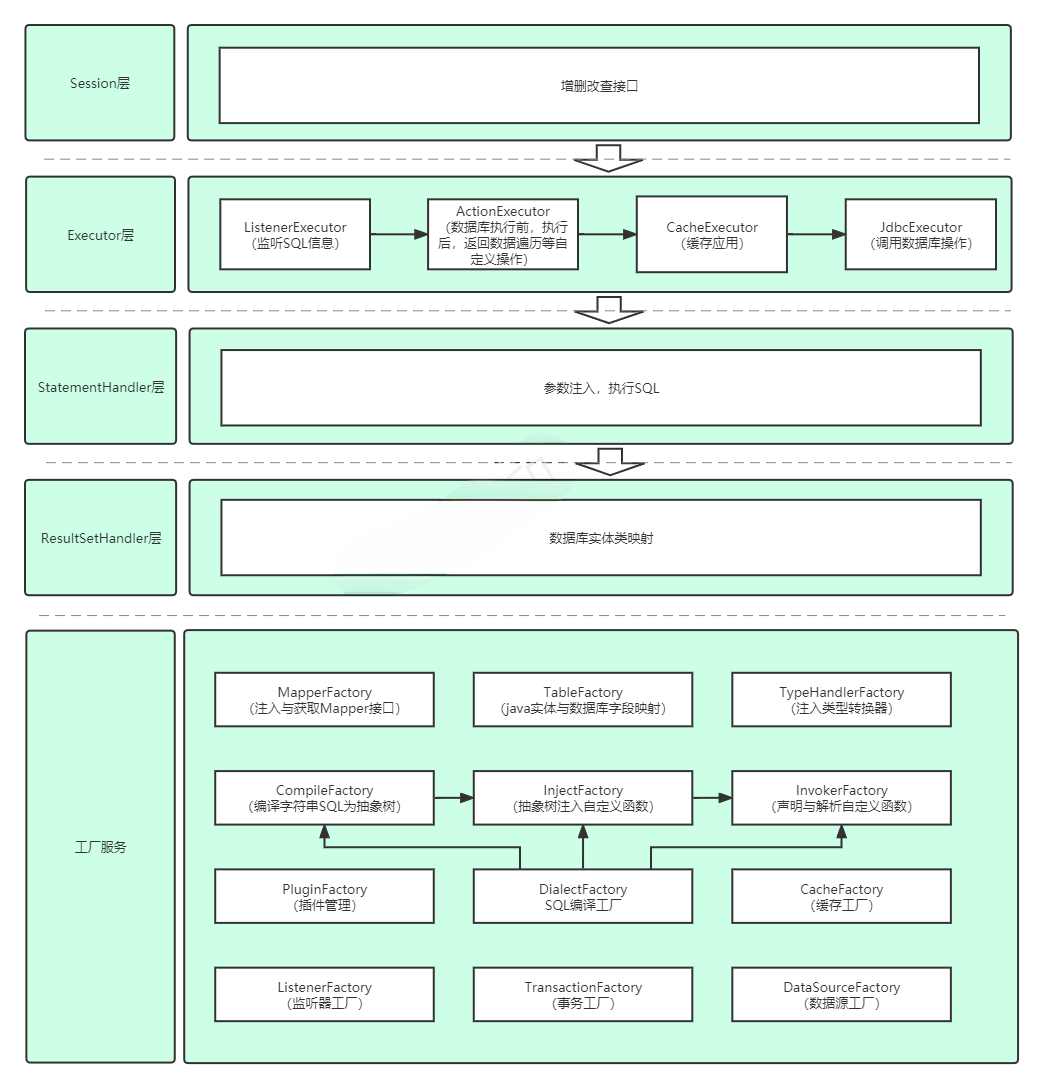 Session层
增删改查接口
Executor层
ListenerExecutor
（监听SQL信息）
ActionExecutor
（数据库执行前，执行
后，返回数据遍历等自
定义操作）
CacheExecutor
（缓存应用）
JdbcExecutor
（调用数据库操作）
StatementHandler层
参数注入，执行SQL
ResultSetHandler层
数据库实体类映射
工厂服务
MapperFactory
（注入与获取Mapper接口）
TableFactory
（java实体与数据库字段映射）
TypeHandlerFactory
（注入类型转换器）
CompileFactory
（编译字符串SQL为抽象树）
InjectFactory
（抽象树注入自定义函数）
InvokerFactory
（声明与解析自定义函数）
PluginFactory
（插件管理）
DialectFactory
SQL编译工厂
CacheFactory
（缓存工厂）
ListenerFactory
（监听器工厂）
TransactionFactory
（事务工厂）
DataSourceFactory
（数据源工厂）